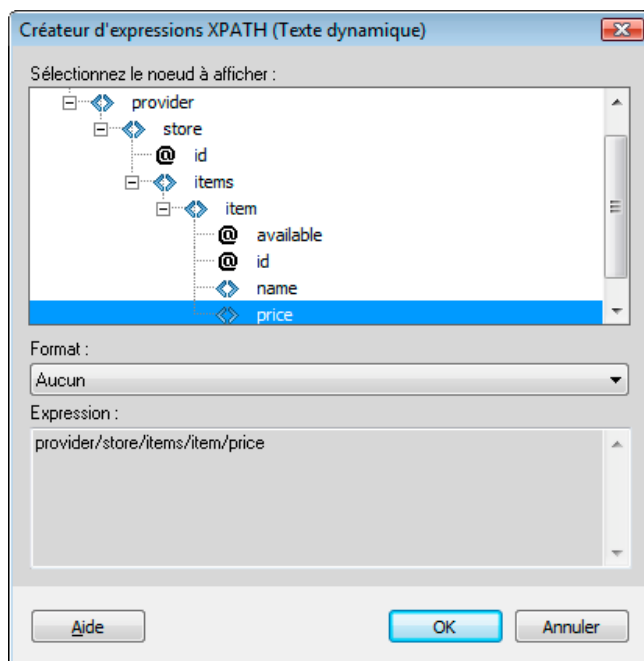 Créateur d'expressions XPATH (Texte dynamique)
Sélectionnez le noeud à afficher :
provider
store
@ id
items
item
@ available
@ id
name
price
Format :
Aucun
Expression :
provider/store/items/item/price
Aide
OK
Annuler